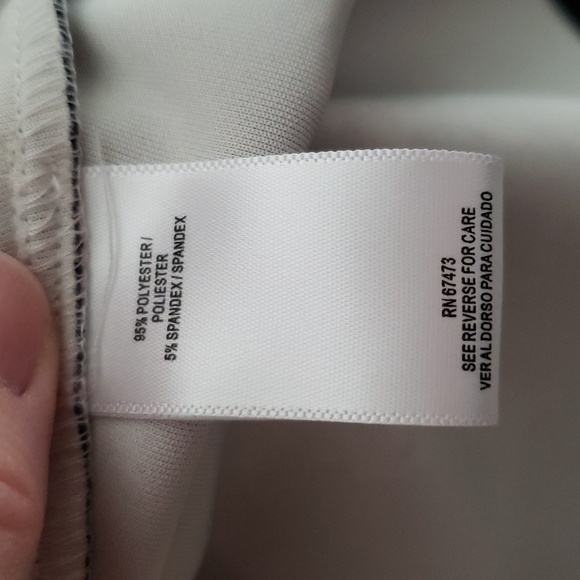 95% POLYESTER /
POLIESTER
5% SPANDEX / SPANDEX
RN 67473
SEE REVERSE FOR CARE
VER AL DORSO PARA CUIDADO